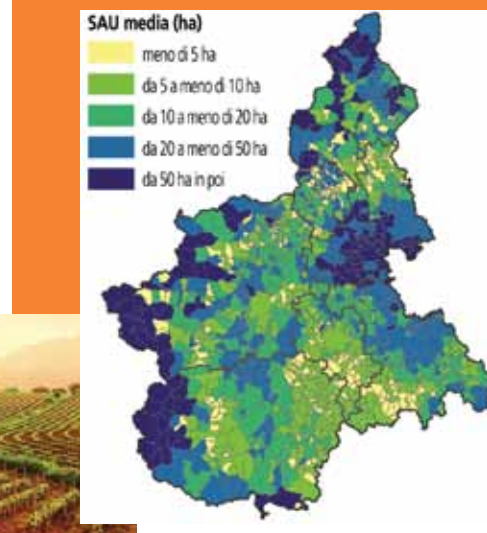 SAU media (ha)
meno di 5 ha
da 5 a meno di 10 ha
da 10 a meno di 20 ha
da 20 a meno di 50 ha
da 50 ha in poi